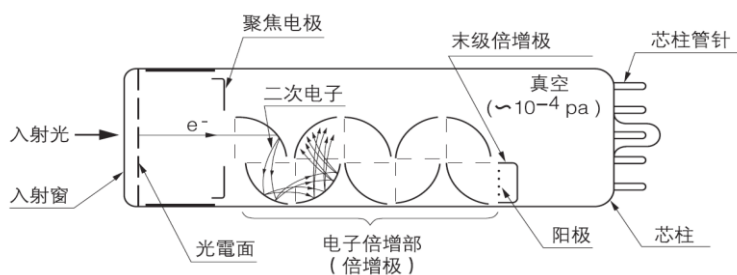 聚焦电极
末级倍增极
芯柱管针
二次电子
真空
(~10⁻⁴ pa)
入射光
e⁻
入射窗
光電面
电子倍增部
(倍增极)
阳极
芯柱